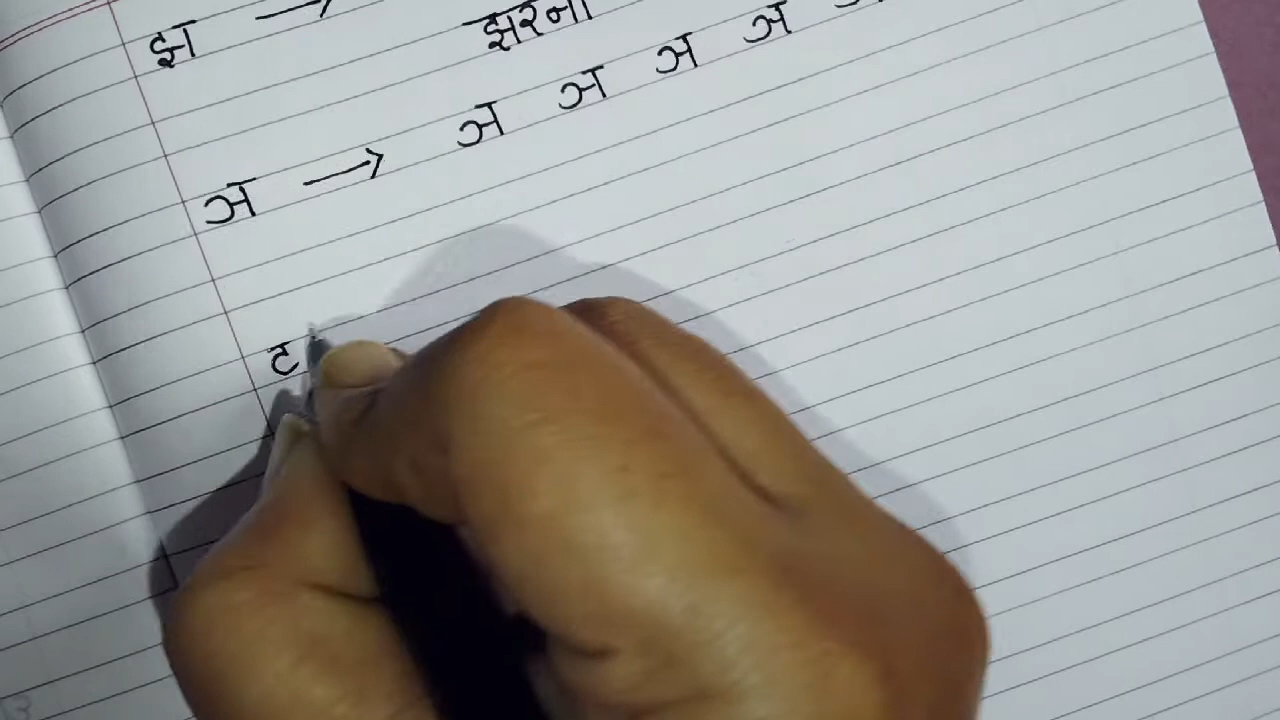 झ →
झरना
ञ → ञ ञ ञ ञ
ट